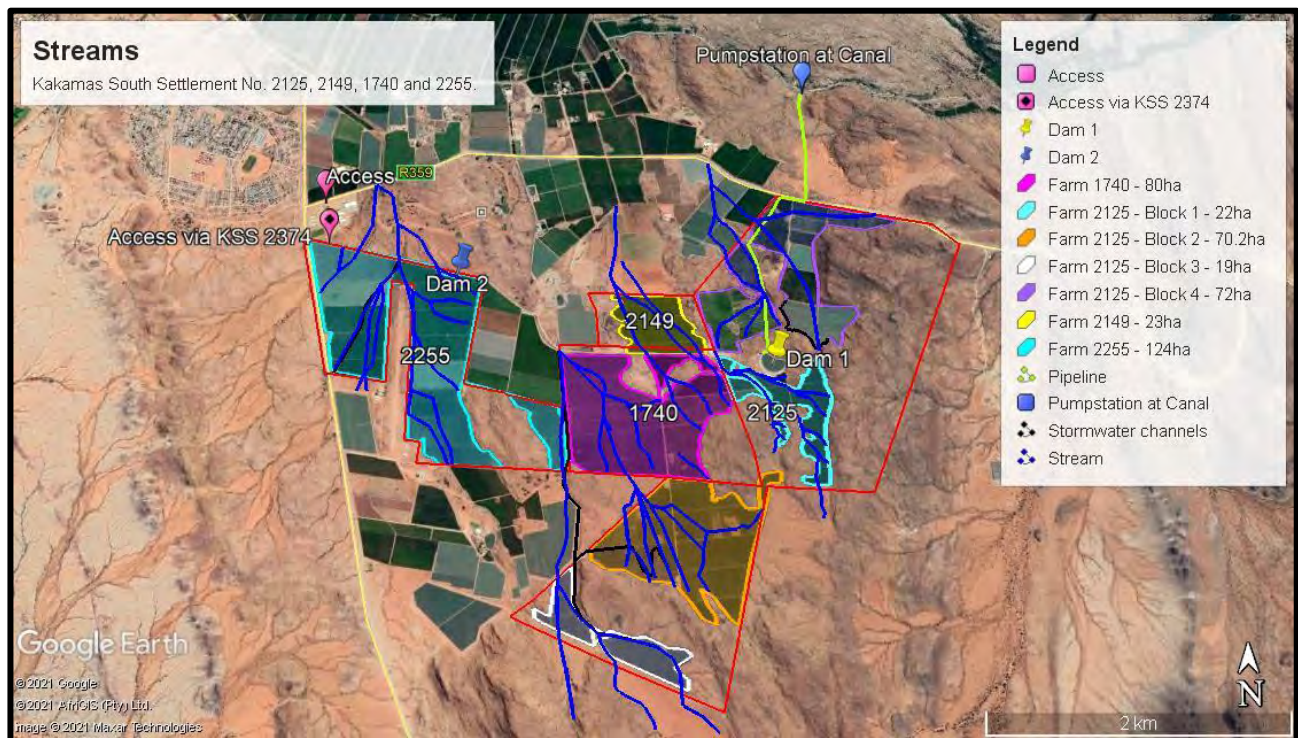 Streams
Kakamas South Settlement No. 2125, 2149, 1740 and 2255.
Pumpstation at Canal
Access
R359
Access via KSS 2374
Dam 2
2149
Dam 1
2255
1740
2125
Legend
Access
Access via KSS 2374
Dam 1
Dam 2
Farm 1740 - 80ha
Farm 2125 - Block 1 - 22ha
Farm 2125 - Block 2 - 70.2ha
Farm 2125 - Block 3 - 19ha
Farm 2125 - Block 4 - 72ha
Farm 2149 - 23ha
Farm 2255 - 124ha
Pipeline
Pumpstation at Canal
Stormwater channels
Stream
Google Earth
© 2021 Google
© 2021 AfriGIS (Pty) Ltd.
Image © 2021 Maxar Technologies
N
2 km